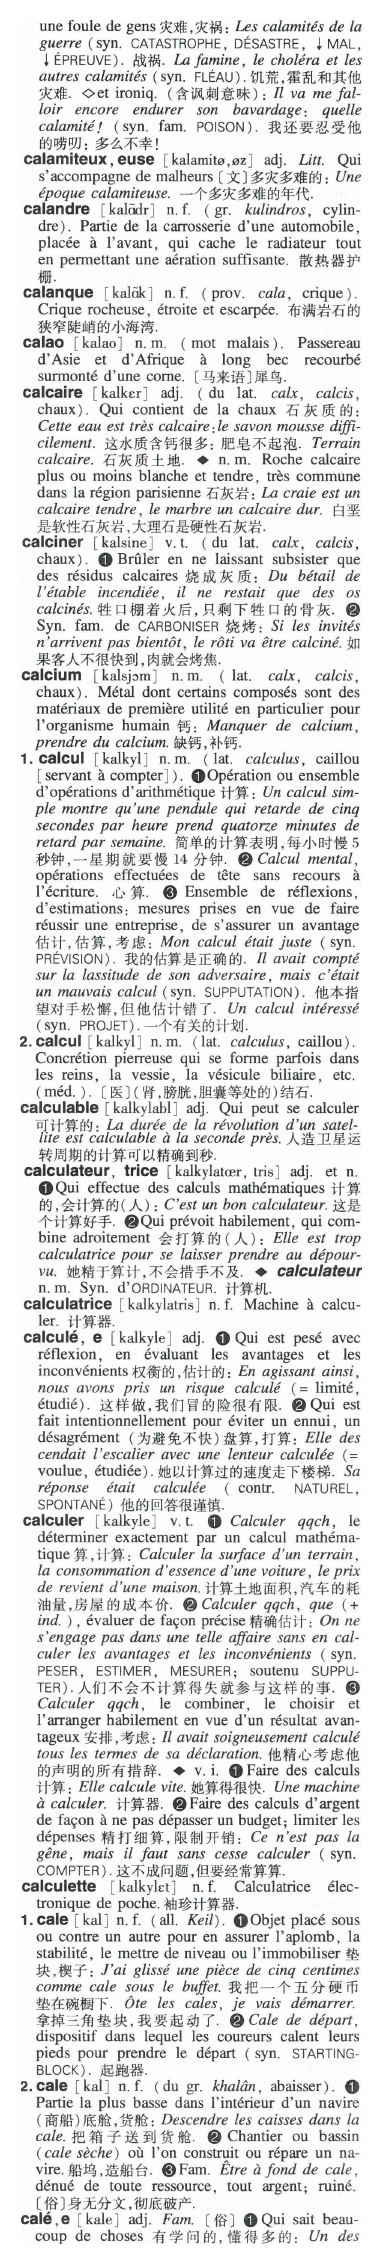 une foule de gens 灾难,灾祸: Les calamités de la
guerre (syn. CATASTROPHE, DÉSASTRE, ↓MAL,
↓ÉPREUVE). 战祸. La famine, le choléra et les
autres calamités (syn. FLÉAU). 饥荒,霍乱和其他
灾难. ◇et ironiq. (含讽刺意味): Il va me fal-
loir encore endurer son bavardage: quelle
calamité! (syn. fam. POISON). 我还要忍受他
的唠叨: 多么不幸!
calamiteux, euse [kalamitø,øz] adj. Litt. Qui
s'accompagne de malheurs [文]多灾多难的: Une
époque calamiteuse. 一个多灾多难的年代.
calandre [kalɑ̃dr] n.f. (gr. kulindros, cylin-
dre). Partie de la carrosserie d'une automobile,
placée à l'avant, qui cache le radiateur tout
en permettant une aération suffisante. 散热器护
栅.
calanque [kalɑ̃k] n.f. (prov. cala, crique).
Crique rocheuse, étroite et escarpée. 布满岩石的
狭窄陡峭的小海湾.
calao [kalao] n.m. (mot malais). Passereau
d'Asie et d'Afrique à long bec recourbé
surmonté d'une corne. [马来语]犀鸟.
calcaire [kalkɛr] adj. (du lat. calx, calcis,
chaux). Qui contient de la chaux 石灰质的:
Cette eau est très calcaire:le savon mousse diffi-
cilement. 这水质含钙很多: 肥皂不起泡. Terrain
calcaire. 石灰质土地. ◆ n.m. Roche calcaire
plus ou moins blanche et tendre, très commune
dans la région parisienne 石灰岩: La craie est un
calcaire tendre, le marbre un calcaire dur. 白垩
是软性石灰岩,大理石是硬性石灰岩.
calciner [kalsine] v.t. (du lat. calx, calcis,
chaux). ❶ Brûler en ne laissant subsister que
des résidus calcaires 烧成灰质: Du bétail de
l'étable incendiée, il ne restait que des os
calcinés. 牲口棚着火后,只剩下牲口的骨灰. ❷
Syn. fam. de CARBONISER 烧烤: Si les invités
n'arrivent pas bientôt, le rôti va être calciné. 如
果客人不很快到,肉就会烤焦.
calcium [kalsjɔm] n.m. (lat. calx, calcis,
chaux). Métal dont certains composés sont des
matériaux de première utilité en particulier pour
l'organisme humain 钙: Manquer de calcium,
prendre du calcium. 缺钙,补钙.
1. calcul [kalkyl] n.m. (lat. calculus, caillou
[servant à compter]). ❶Opération ou ensemble
d'opérations d'arithmétique 计算: Un calcul sim-
ple montre qu'une pendule qui retarde de cinq
secondes par heure prend quatorze minutes de
retard par semaine. 简单的计算表明,每小时慢5
秒钟,一星期就要慢14分钟. ❷ Calcul mental,
opérations effectuées de tête sans recours à
l'écriture. 心算. ❸ Ensemble de réflexions,
d'estimations; mesures prises en vue de faire
réussir une entreprise, de s'assurer un avantage
估计,估算,考虑: Mon calcul était juste (syn.
PRÉVISION). 我的估算是正确的. Il avait compté
sur la lassitude de son adversaire, mais c'était
un mauvais calcul (syn. SUPPUTATION). 他本指
望对手松懈,但他估计错了. Un calcul intéressé
(syn. PROJET).一个有关的计划.
2. calcul [kalkyl] n.m. (lat. calculus, caillou).
Concrétion pierreuse qui se forme parfois dans
les reins, la vessie, la vésicule biliaire, etc.
(méd.). [医](肾,膀胱,胆囊等处的)结石.
calculable [kalkylabl] adj. Qui peut se calculer
可计算的: La durée de la révolution d'un satel-
lite est calculable à la seconde près. 人造卫星运
转周期的计算可以精确到秒.
calculateur, trice [kalkylatœr, tris] adj. et n.
❶Qui effectue des calculs mathématiques 计算
的,会计算的(人): C'est un bon calculateur. 这是
个计算好手. ❷Qui prévoit habilement, qui com-
bine adroitement 会打算的(人): Elle est trop
calculatrice pour se laisser prendre au dépour-
vu. 她精于算计,不会措手不及. ◆ calculateur
n.m. Syn. d'ORDINATEUR. 计算机.
calculatrice [kalkylatris] n.f. Machine à calcu-
ler. 计算器.
calculé, e [kalkyle] adj. ❶ Qui est pesé avec
réflexion, en évaluant les avantages et les
inconvénients 权衡的,估计的: En agissant ainsi,
nous avons pris un risque calculé (= limité,
étudié). 这样做,我们冒的险很有限. ❷ Qui est
fait intentionnellement pour éviter un ennui, un
désagrément (为避免不快)盘算,打算: Elle des
cendait l'escalier avec une lenteur calculée (=
voulue, étudiée).她以计算过的速度走下楼梯. Sa
réponse était calculée (contr. NATUREL,
SPONTANÉ) 他的回答很谨慎.
calculer [kalkyle] v.t. ❶ Calculer qqch, le
déterminer exactement par un calcul mathéma-
tique 算,计算: Calculer la surface d'un terrain,
la consommation d'essence d'une voiture, le prix
de revient d'une maison. 计算土地面积,汽车的耗
油量,房屋的成本价. ❷ Calculer qqch, que (+
ind.), évaluer de façon précise 精确估计: On ne
s'engage pas dans une telle affaire sans en cal-
culer les avantages et les inconvénients (syn.
PESER, ESTIMER, MESURER; soutenu SUPPU-
TER).人们不会不计算得失就参与这样的事. ❸
Calculer qqch, le combiner, le choisir et
l'arranger habilement en vue d'un résultat avan-
tageux 安排,考虑: Il avait soigneusement calculé
tous les termes de sa déclaration. 他精心考虑他
的声明的所有措辞. ◆ v.i. ❶ Faire des calculs
计算: Elle calcule vite. 她算得很快. Une machine
à calculer. 计算器. ❷Faire des calculs d'argent
de façon à ne pas dépasser un budget; limiter les
dépenses 精打细算,限制开销: Ce n'est pas la
gêne, mais il faut sans cesse calculer (syn.
COMPTER).这不成问题,但要经常算算.
calculette [kalkylɛt] n.f. Calculatrice élec-
tronique de poche. 袖珍计算器.
1. cale [kal] n.f. (all. Keil). ❶Objet placé sous
ou contre un autre pour en assurer l'aplomb, la
stabilité, le mettre de niveau ou l'immobiliser 垫
块,楔子: J'ai glissé une pièce de cinq centimes
comme cale sous le buffet. 我把一个五分硬币
垫在碗橱下. Ôte les cales, je vais démarrer.
拿掉三角垫块,我要起动了. ❷ Cale de départ,
dispositif dans lequel les coureurs calent leurs
pieds pour prendre le départ (syn. STARTING-
BLOCK). 起跑器.
2. cale [kal] n.f. (du gr. khalân, abaisser). ❶
Partie la plus basse dans l'intérieur d'un navire
(商船)底舱,货舱: Descendre les caisses dans la
cale. 把箱子送到货舱. ❷ Chantier ou bassin
(cale sèche) où l'on construit ou répare un na-
vire. 船坞,造船台. ❸Fam. Être à fond de cale,
dénué de toute ressource, tout argent; ruiné.
[俗]身无分文,彻底破产.
calé,e [kale] adj. Fam. [俗] ❶ Qui sait beau-
coup de choses 有学问的,懂得多的: Un des